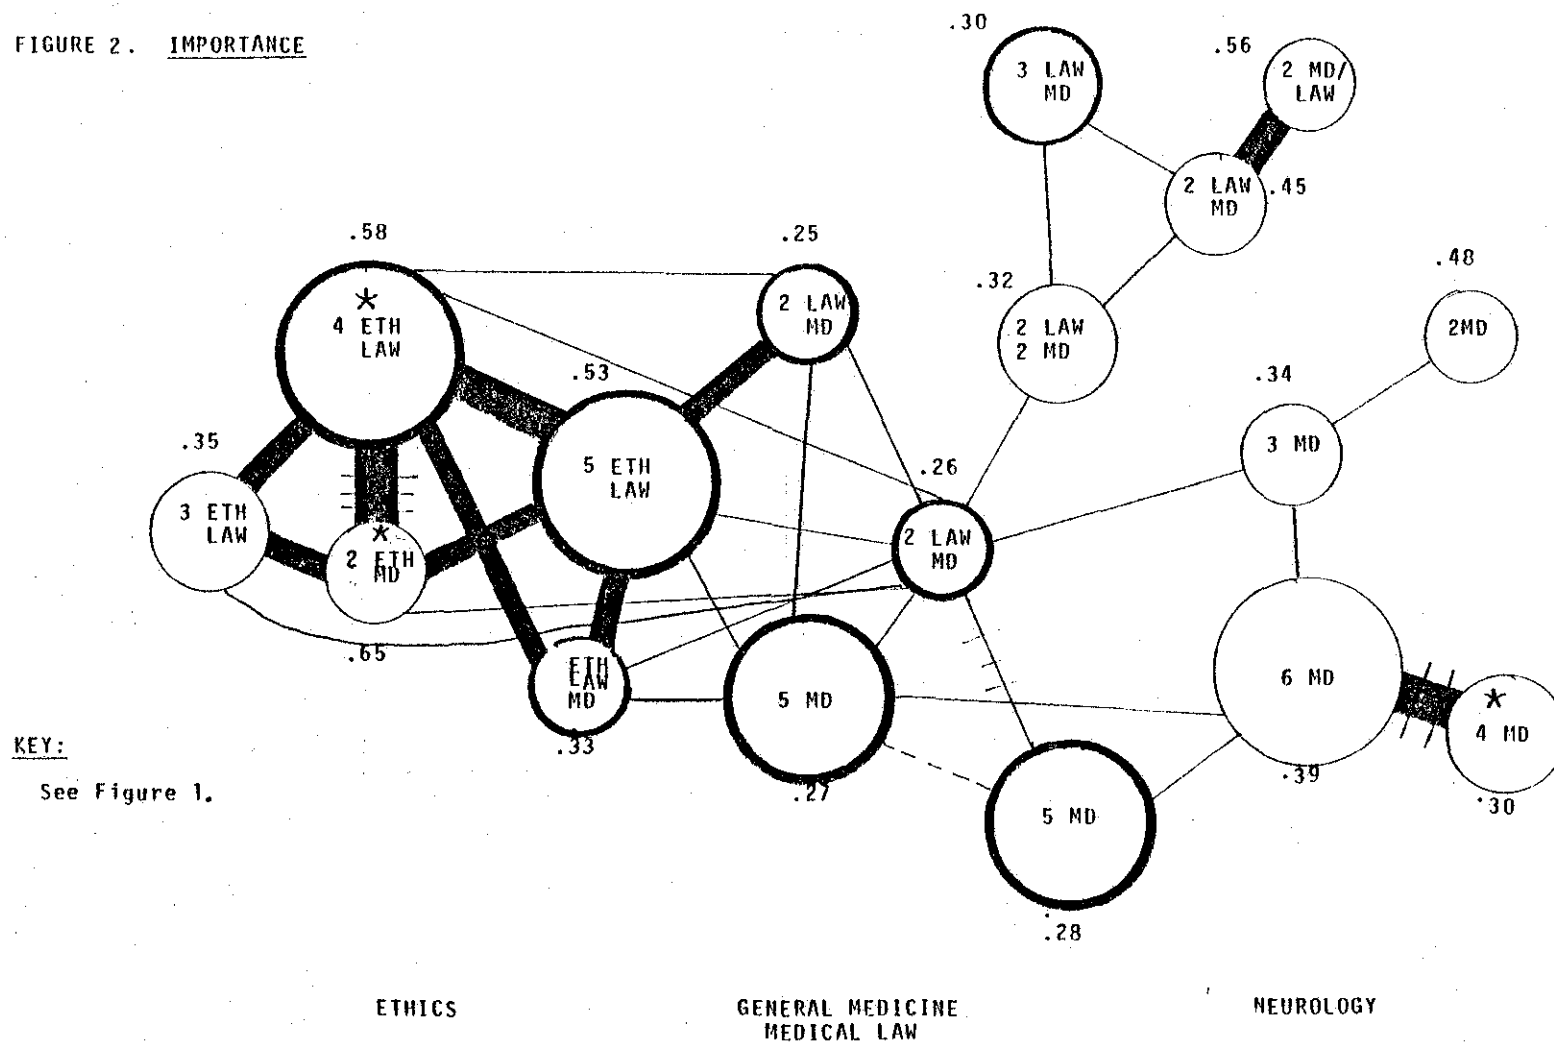 FIGURE 2. IMPORTANCE
.30
3 LAW
MD
.56
2 MD/
LAW
2 LAW
MD
.45
.58
*
4 ETH
LAW
.25
2 LAW
MD
.32
2 LAW
2 MD
.48
2MD
.53
5 ETH
LAW
.34
3 MD
.35
3 ETH
LAW
*
2 ETH
MD
.65
.26
2 LAW
MD
ETH
LAW
MD
.33
5 MD
.27
6 MD
.39
*
4 MD
.30
5 MD
.28
KEY:
See Figure 1.
ETHICS
GENERAL MEDICINE
MEDICAL LAW
NEUROLOGY